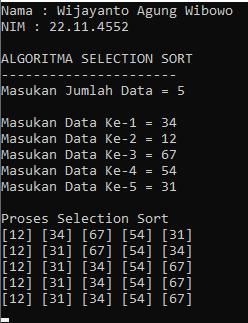 Nama : Wijayanto Agung Wibowo
NIM : 22.11.4552
ALGORITMA SELECTION SORT
----------------------
Masukan Jumlah Data = 5
Masukan Data Ke-1 = 34
Masukan Data Ke-2 = 12
Masukan Data Ke-3 = 67
Masukan Data Ke-4 = 54
Masukan Data Ke-5 = 31
Proses Selection Sort
[12] [34] [67] [54] [31]
[12] [31] [67] [54] [34]
[12] [31] [34] [54] [67]
[12] [31] [34] [54] [67]
[12] [31] [34] [54] [67]